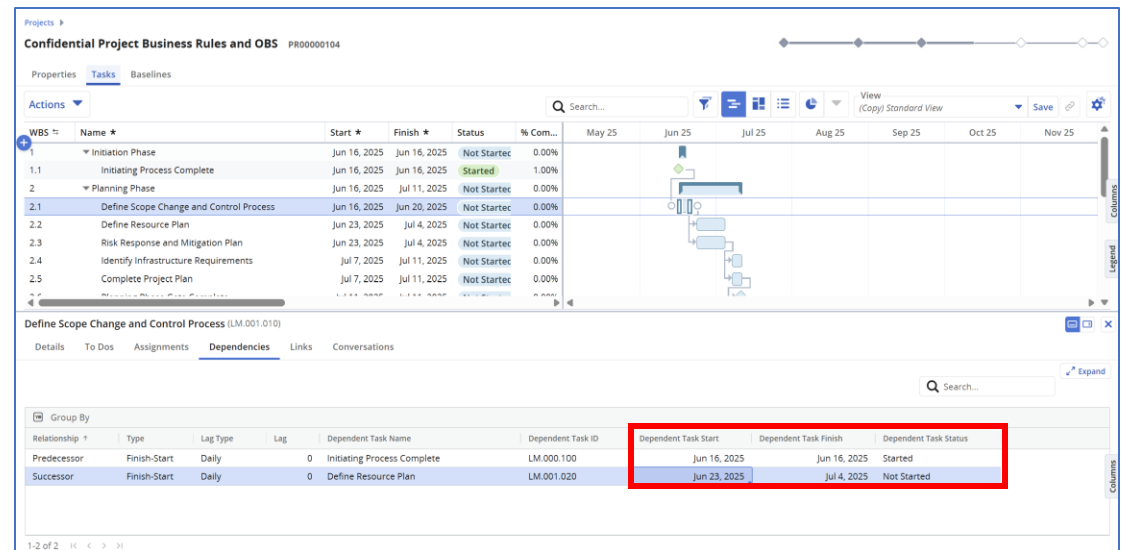 Projects
Confidential Project Business Rules and OBS PR00000104
Properties Tasks Baselines
Actions Search... View (Copy) Standard View Save
WBS Name ★ Start ★ Finish ★ Status % Com... May 25 Jun 25 Jul 25 Aug 25 Sep 25 Oct 25 Nov 25
1 Initiation Phase Jun 16, 2025 Jun 16, 2025 Not Started 0.00%
1.1 Initiating Process Complete Jun 16, 2025 Jun 16, 2025 Started 1.00%
2 Planning Phase Jun 16, 2025 Jul 11, 2025 Not Started 0.00%
2.1 Define Scope Change and Control Process Jun 16, 2025 Jun 20, 2025 Not Started 0.00%
2.2 Define Resource Plan Jun 23, 2025 Jul 4, 2025 Not Started 0.00%
2.3 Risk Response and Mitigation Plan Jun 23, 2025 Jul 4, 2025 Not Started 0.00%
2.4 Identify Infrastructure Requirements Jul 7, 2025 Jul 11, 2025 Not Started 0.00%
2.5 Complete Project Plan Jul 7, 2025 Jul 11, 2025 Not Started 0.00%
Columns
Legend
Define Scope Change and Control Process (LM.001.010)
Details To Dos Assignments Dependencies Links Conversations
Expand
Search...
Group By
Relationship ↑ Type Lag Type Lag Dependent Task Name Dependent Task ID Dependent Task Start Dependent Task Finish Dependent Task Status
Predecessor Finish-Start Daily 0 Initiating Process Complete LM.000.100 Jun 16, 2025 Jun 16, 2025 Started
Successor Finish-Start Daily 0 Define Resource Plan LM.001.020 Jun 23, 2025 Jul 4, 2025 Not Started
Columns
1-2 of 2